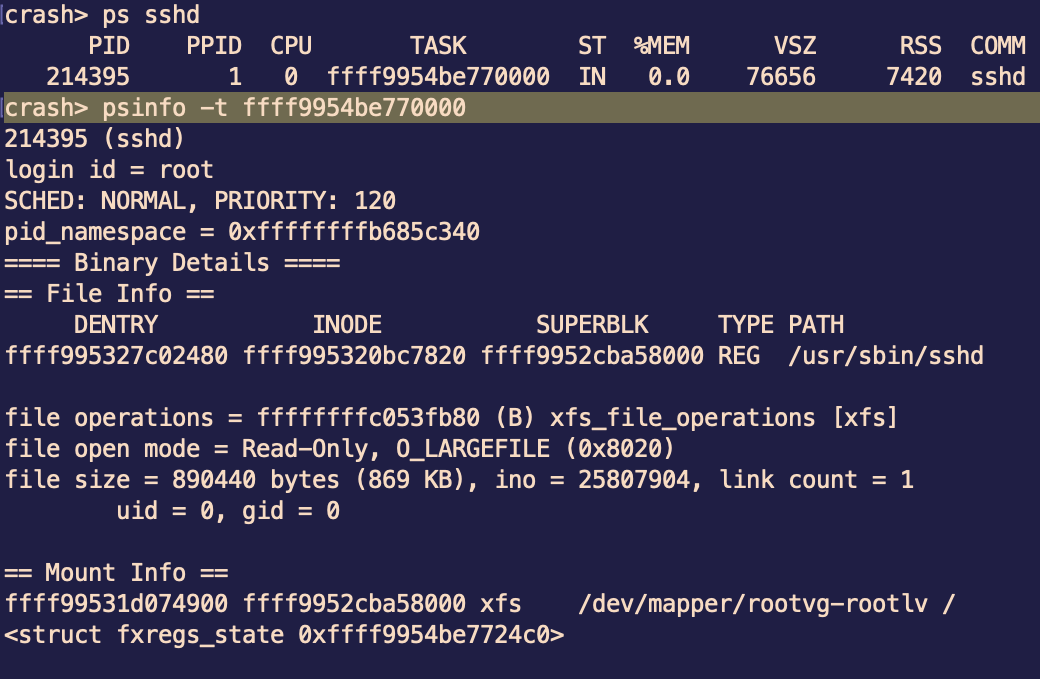 crash> ps sshd
PID PPID CPU TASK ST %MEM VSZ RSS COMM
214395 1 0 ffff9954be770000 IN 0.0 76656 7420 sshd
crash> psinfo -t ffff9954be770000
214395 (sshd)
login id = root
SCHED: NORMAL, PRIORITY: 120
pid_namespace = 0xffffffffb685c340
==== Binary Details ====
== File Info ==
DENTRY INODE SUPERBLK TYPE PATH
ffff995327c02480 ffff995320bc7820 ffff9952cba58000 REG /usr/sbin/sshd
file operations = ffffffffc053fb80 (B) xfs_file_operations [xfs]
file open mode = Read-Only, O_LARGEFILE (0x8020)
file size = 890440 bytes (869 KB), ino = 25807904, link count = 1
uid = 0, gid = 0
== Mount Info ==
ffff99531d074900 ffff9952cba58000 xfs /dev/mapper/rootvg-rootlv /
<struct fxregs_state 0xffff9954be7724c0>